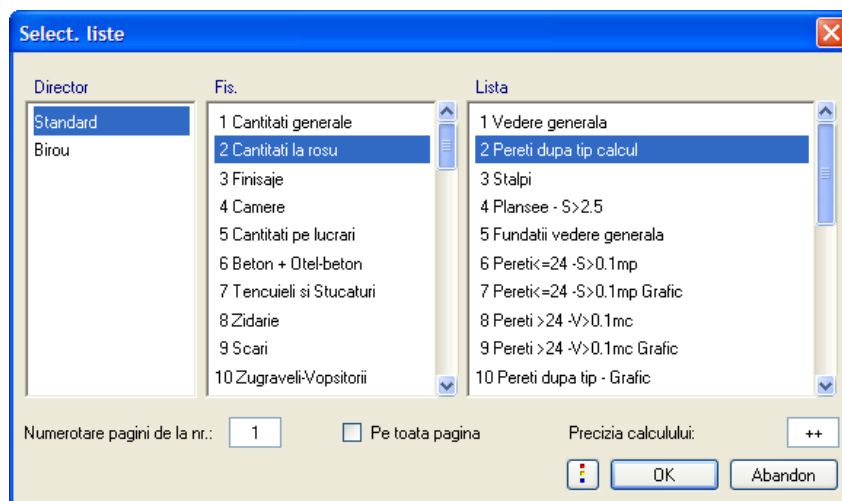 Select. liste
Director
Fis.
Lista
Standard
Birou
1 Cantitati generale
2 Cantitati la rosu
3 Finisaje
4 Camere
5 Cantitati pe lucrari
6 Beton + Otel-beton
7 Tencuieli si Stucaturi
8 Zidarie
9 Scari
10 Zugraveli-Vopsitorii
1 Vedere generala
2 Pereti dupa tip calcul
3 Stalpi
4 Plansee - S>2.5
5 Fundatii vedere generala
6 Pereti<=24 -S>0.1mp
7 Pereti<=24 -S>0.1mp Grafic
8 Pereti >24 -V>0.1mc
9 Pereti >24 -V>0.1mc Grafic
10 Pereti dupa tip - Grafic
Numerotare pagini de la nr.: 1
Pe toata pagina
Precizia calculului: ++
OK
Abandon